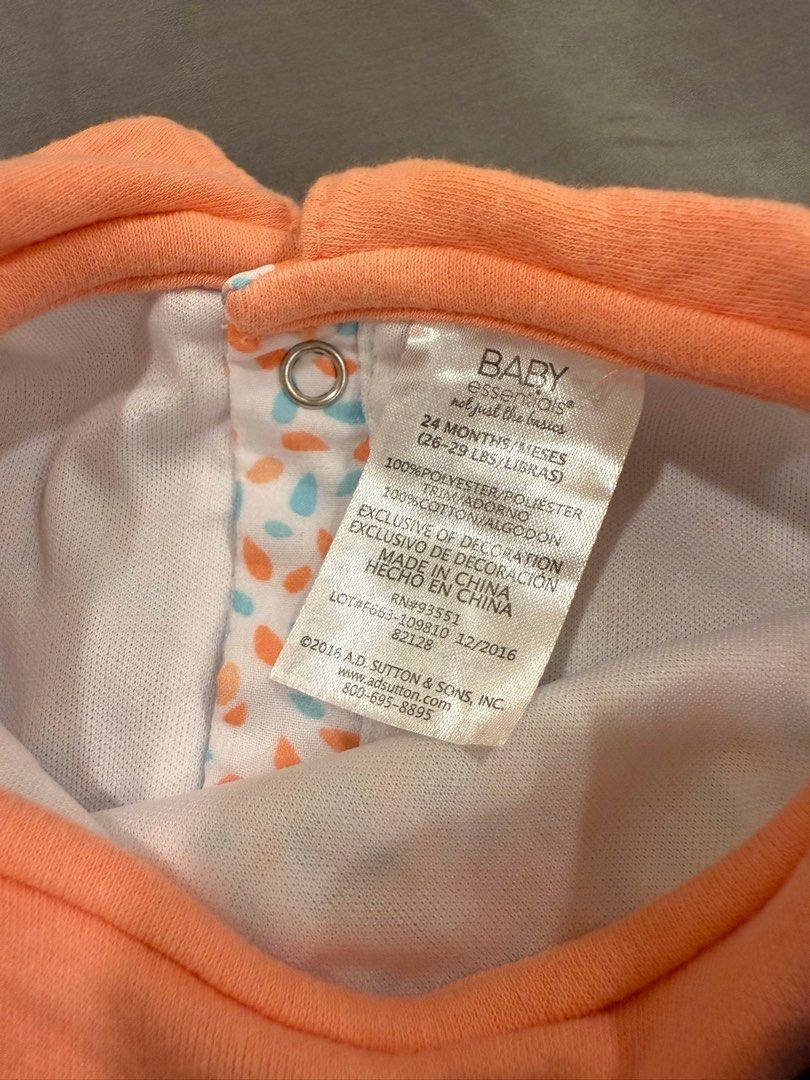 BABY
essentials®
not just the basics
24 MONTHS/MESES
(26-29 LBS/LIBRAS)
100%POLYESTER/POLIÉSTER
TRIM/ADORNO
100%COTTON/ALGODON
EXCLUSIVE OF DECORATION
EXCLUSIVO DE DECORACIÓN
MADE IN CHINA
HECHO EN CHINA
RN#93551
LOT#F663-109810 12/2016
82128
©2016 A.D. SUTTON & SONS, INC.
www.adsutton.com
800-695-8895